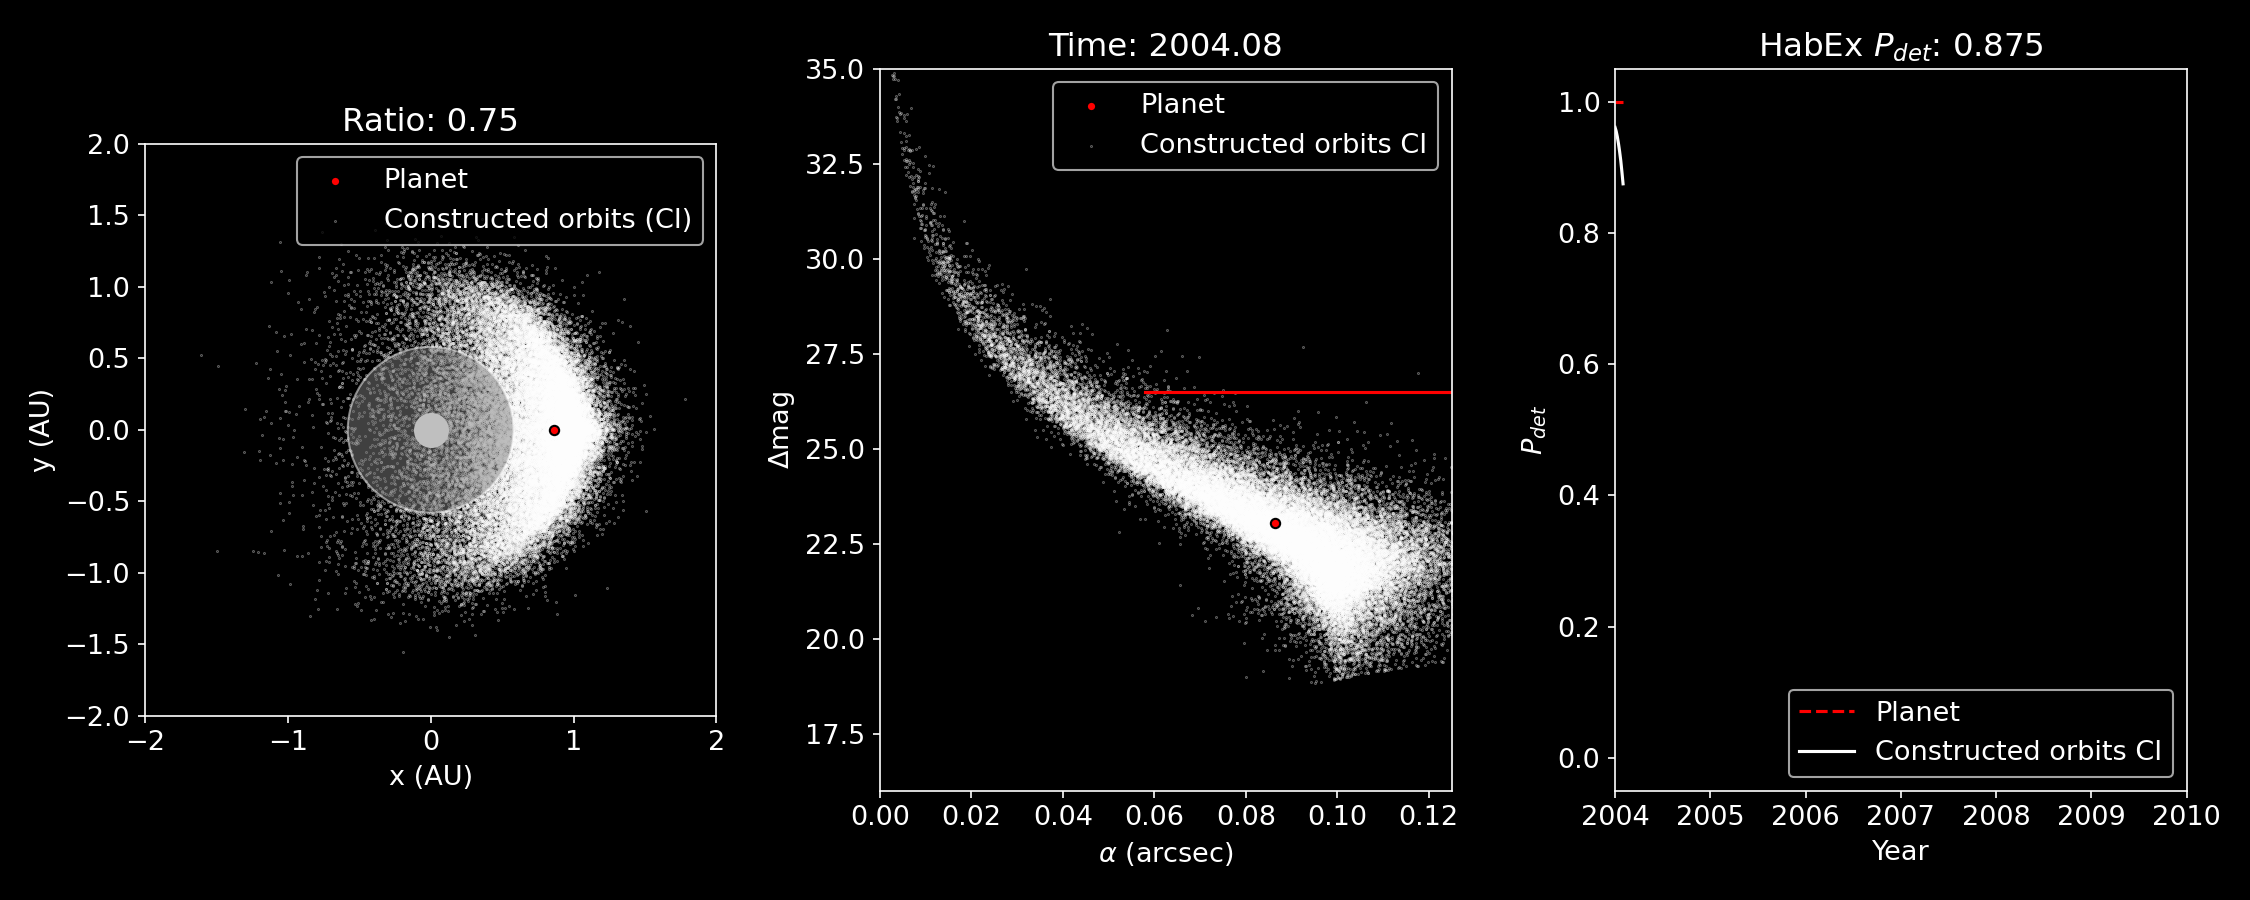 Ratio: 0.75
2.0
1.5
1.0
0.5
0.0
−0.5
−1.0
−1.5
−2.0
−2 −1 0 1 2
x (AU)
y (AU)
Planet
Constructed orbits (CI)
Time: 2004.08
35.0
32.5
30.0
27.5
25.0
22.5
20.0
17.5
0.00 0.02 0.04 0.06 0.08 0.10 0.12
α (arcsec)
Δmag
Planet
Constructed orbits CI
HabEx Pdet: 0.875
1.0
0.8
0.6
0.4
0.2
0.0
2004 2005 2006 2007 2008 2009 2010
Year
Pdet
Planet
Constructed orbits CI